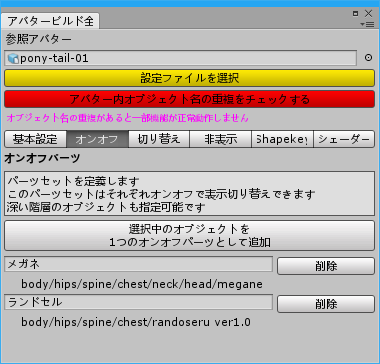 アバタービルド全
参照アバター
pony-tail-01
設定ファイルを選択
アバター内オブジェクト名の重複をチェックする
オブジェクト名の重複があると一部機能が正常動作しません
基本設定 オンオフ 切り替え 非表示 Shapekey シェーダー
オンオフパーツ
パーツセットを定義します
このパーツセットはそれぞれオンオフで表示切り替えできます
深い階層のオブジェクトも指定可能です
選択中のオブジェクトを
1つのオンオフパーツとして追加
メガネ 削除
body/hips/spine/chest/neck/head/megane
ランドセル 削除
body/hips/spine/chest/randoseru ver1.0